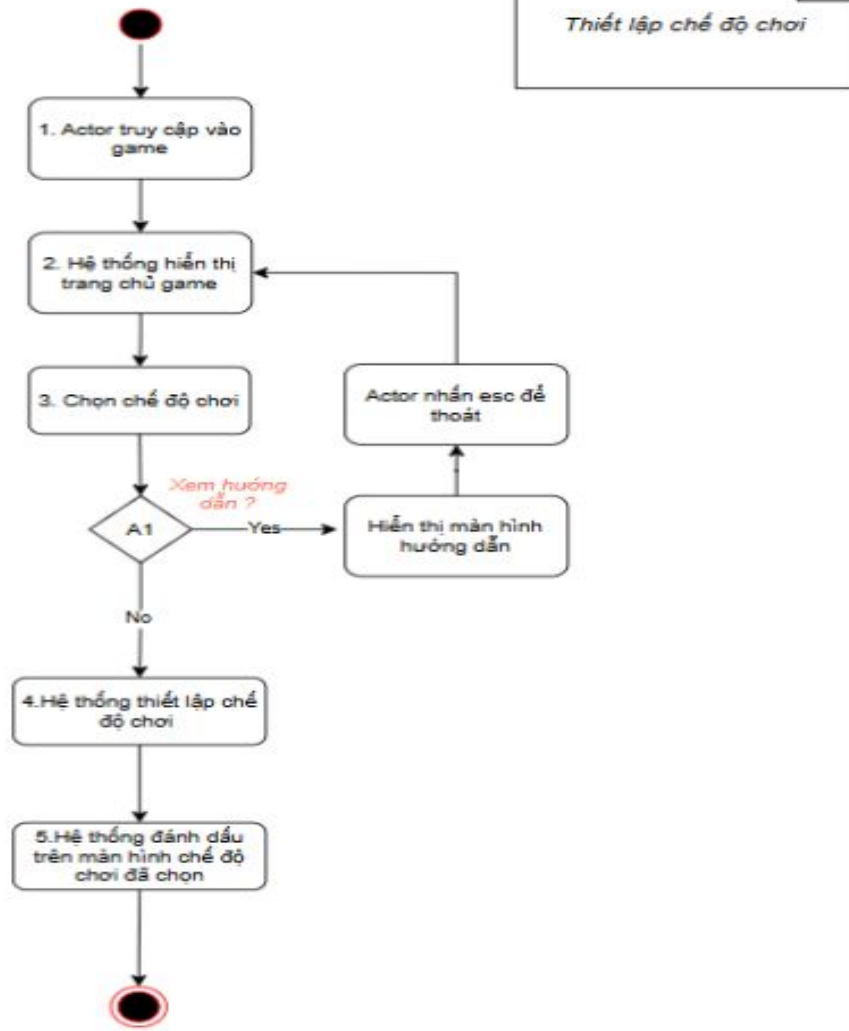 Thiết lập chế độ chơi
1. Actor truy cập vào
game
2. Hệ thống hiển thị
trang chủ game
3. Chọn chế độ chơi
Actor nhấn esc để
thoát
Xem hướng
dẫn ?
A1
Yes
Hiển thị màn hình
hướng dẫn
No
4.Hệ thống thiết lập chế
độ chơi
5.Hệ thống đánh dấu
trên màn hình chế độ
chơi đã chọn